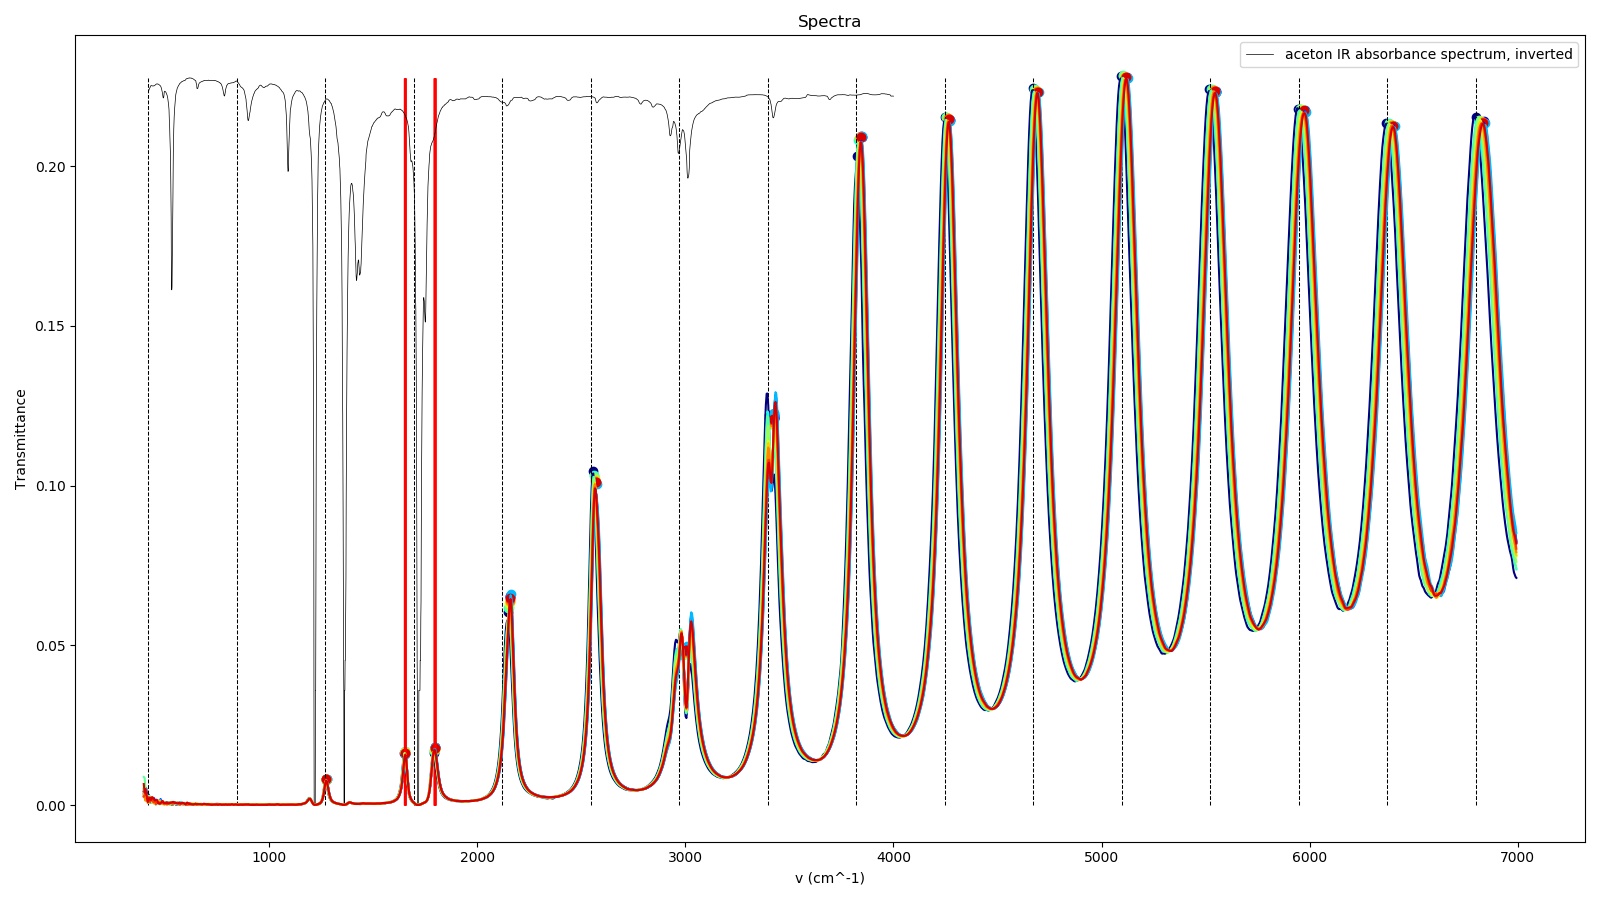 Spectra
aceton IR absorbance spectrum, inverted
Transmittance
0.20
0.15
0.10
0.05
0.00
1000 2000 3000 4000 5000 6000 7000
v (cm^-1)